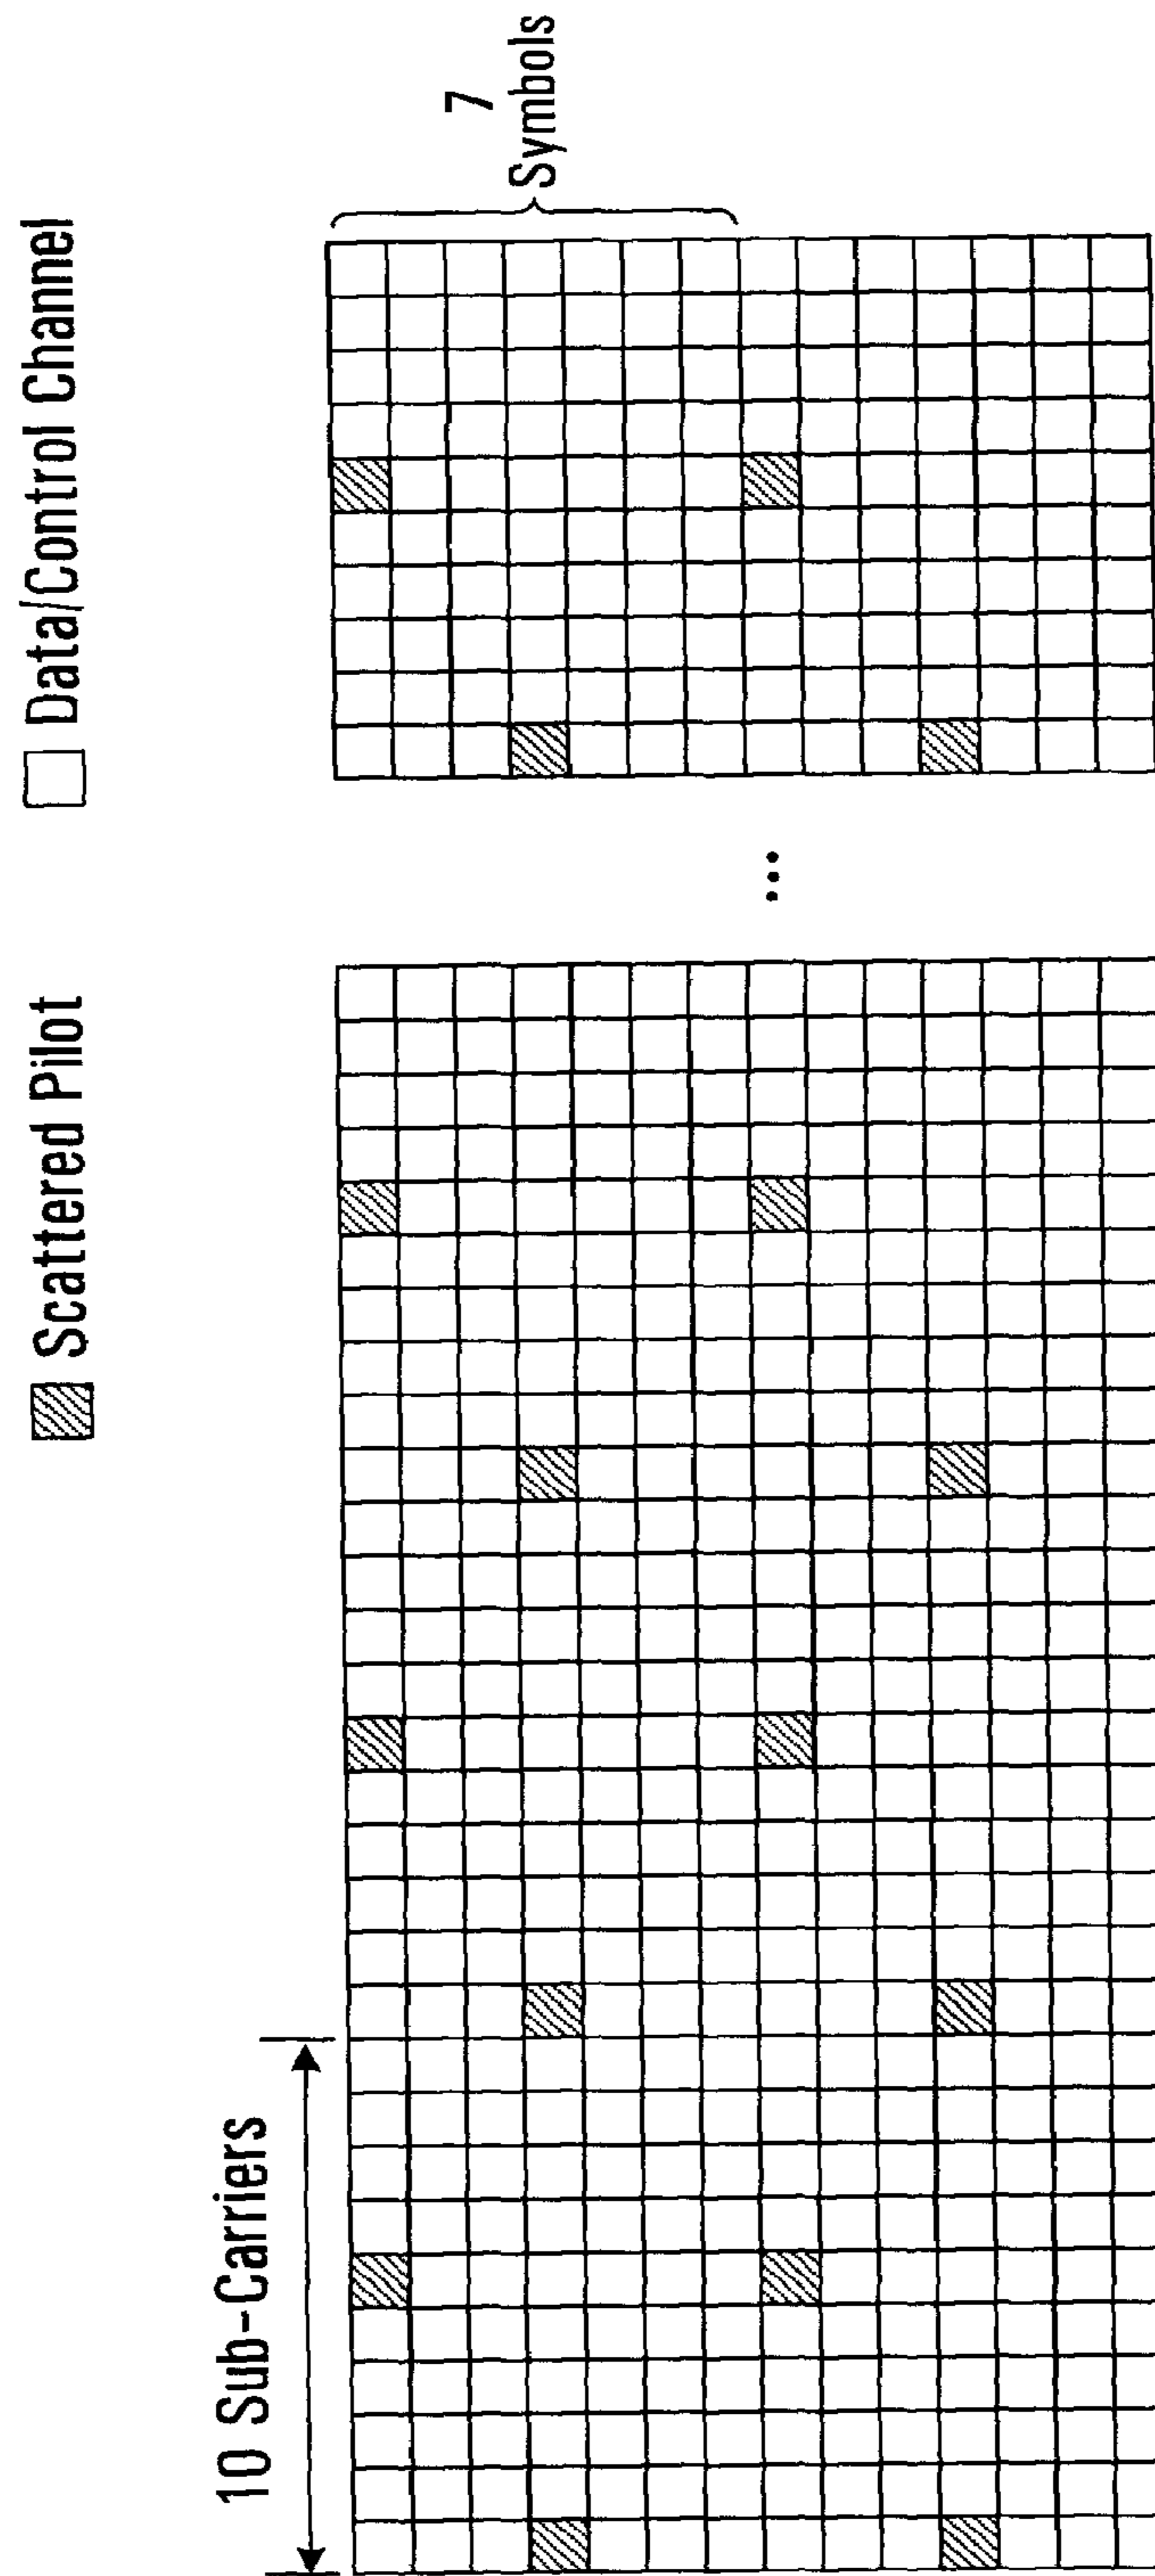 Scattered Pilot
Data/Control Channel
10 Sub-Carriers
7
Symbols
...